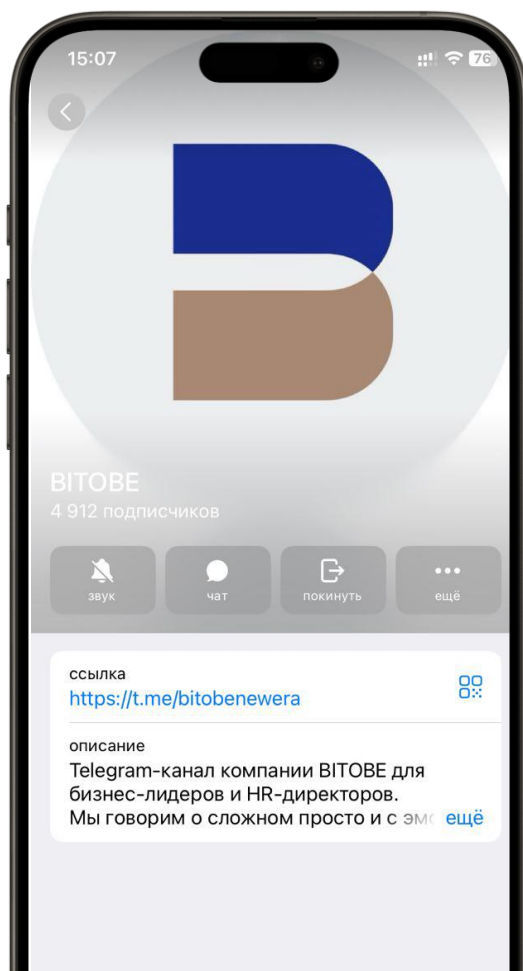 15:07
76
BITOBE
4 912 подписчиков
звук
чат
покинуть
ещё
ссылка
https://t.me/bitobenewera
описание
Telegram-канал компании BITOBE для
бизнес-лидеров и HR-директоров.
Мы говорим о сложном просто и с ещё